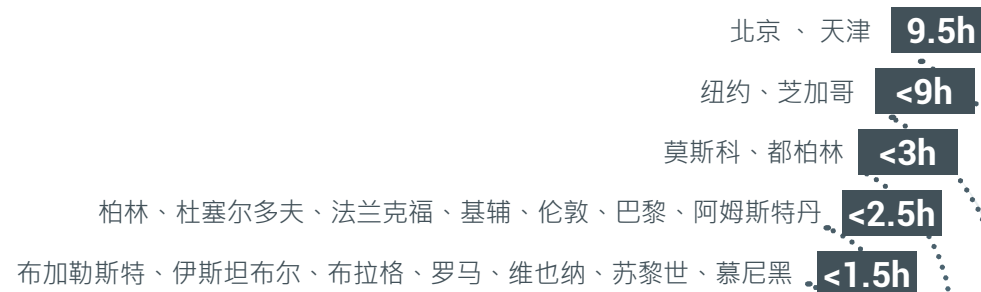 北京、天津 9.5h
纽约、芝加哥 <9h
莫斯科、都柏林 <3h
柏林、杜塞尔多夫、法兰克福、基辅、伦敦、巴黎、阿姆斯特丹 <2.5h
布加勒斯特、伊斯坦布尔、布拉格、罗马、维也纳、苏黎世、慕尼黑 <1.5h